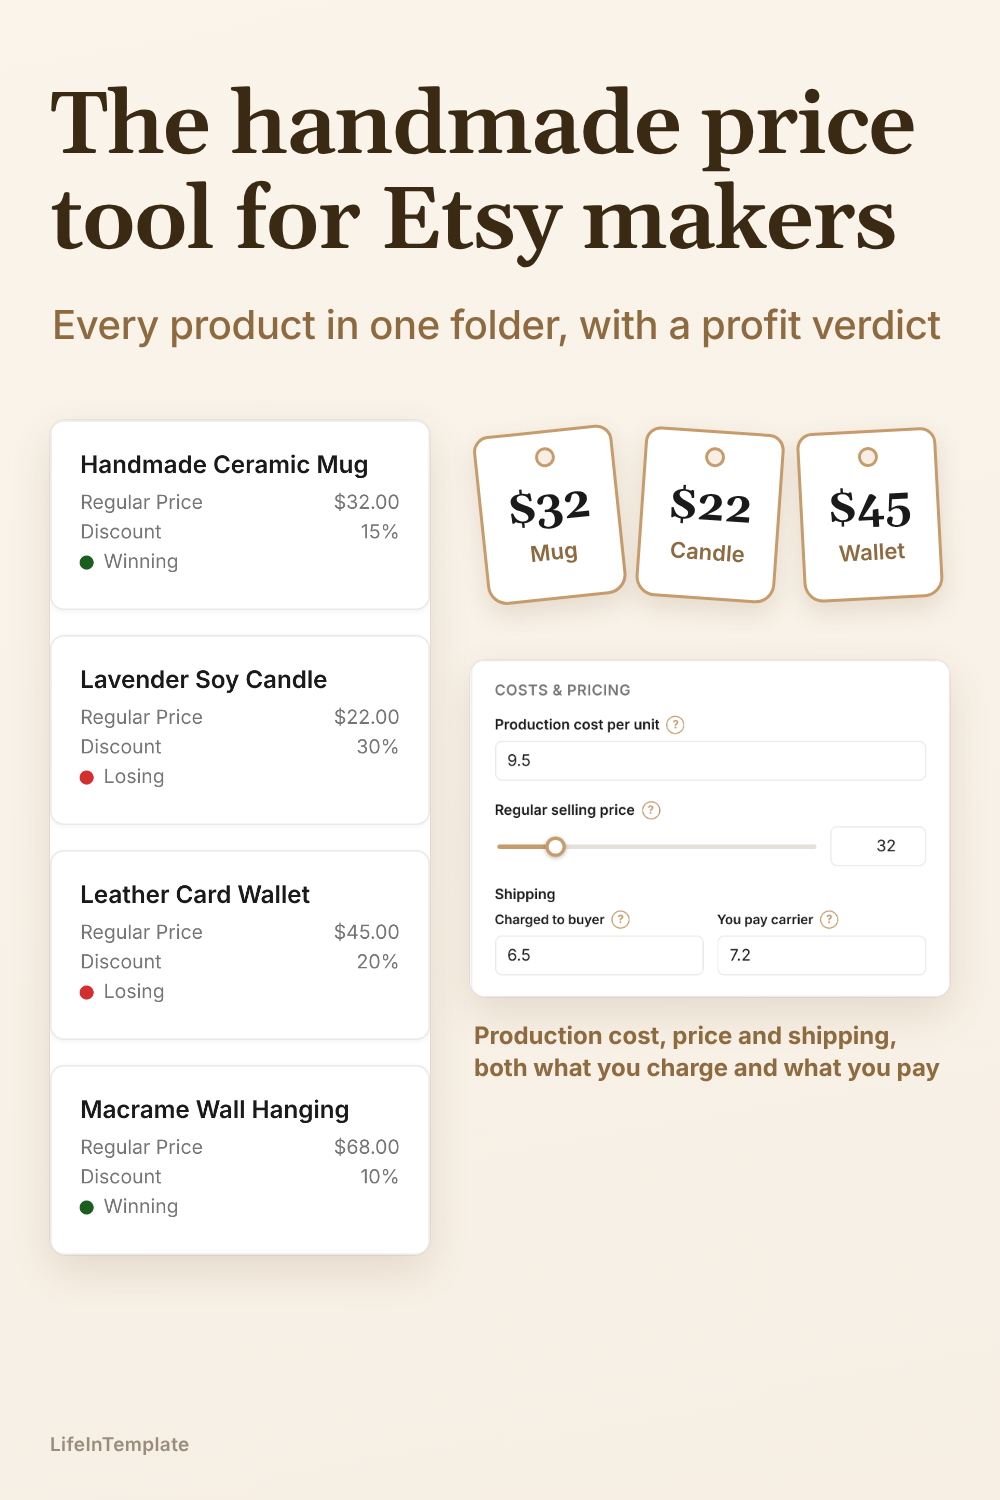 The handmade price
tool for Etsy makers
Every product in one folder, with a profit verdict
Handmade Ceramic Mug
Regular Price $32.00
Discount 15%
Winning
Lavender Soy Candle
Regular Price $22.00
Discount 30%
Losing
Leather Card Wallet
Regular Price $45.00
Discount 20%
Losing
Macrame Wall Hanging
Regular Price $68.00
Discount 10%
Winning
$32
Mug
$22
Candle
$45
Wallet
COSTS & PRICING
Production cost per unit ?
9.5
Regular selling price ?
32
Shipping
Charged to buyer ? You pay carrier ?
6.5 7.2
Production cost, price and shipping,
both what you charge and what you pay
LifeInTemplate